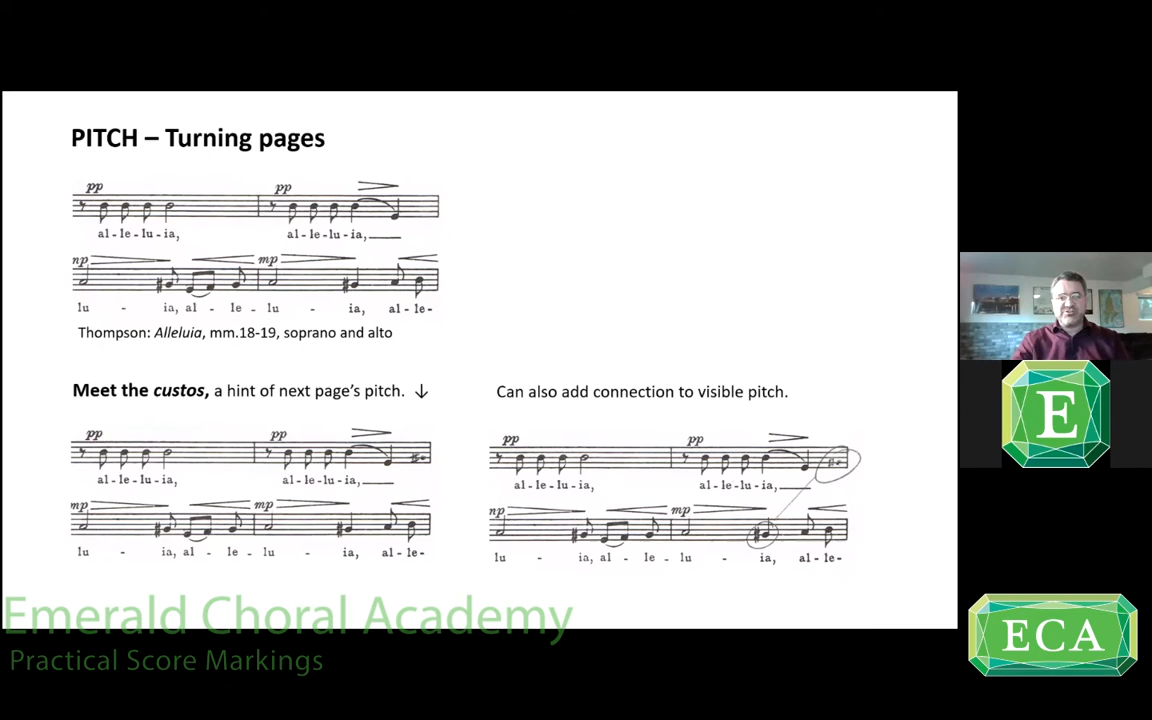 PITCH – Turning pages
pp pp
al-le-lu-ia, al-le-lu-ia,
np mp
lu - ia, al - le - lu - ia, al-le-
Thompson: Alleluia, mm.18-19, soprano and alto
Meet the custos, a hint of next page's pitch. ↓
pp pp
al-le-lu-ia, al-le-lu-ia,
mp mp
lu - ia, al - le - lu - ia, al-le-
Can also add connection to visible pitch.
pp pp
al-le-lu-ia, al-le-lu-ia,
np mp
lu - ia, al - le - lu - ia, al-le-
E
Emerald Choral Academy
Practical Score Markings
ECA